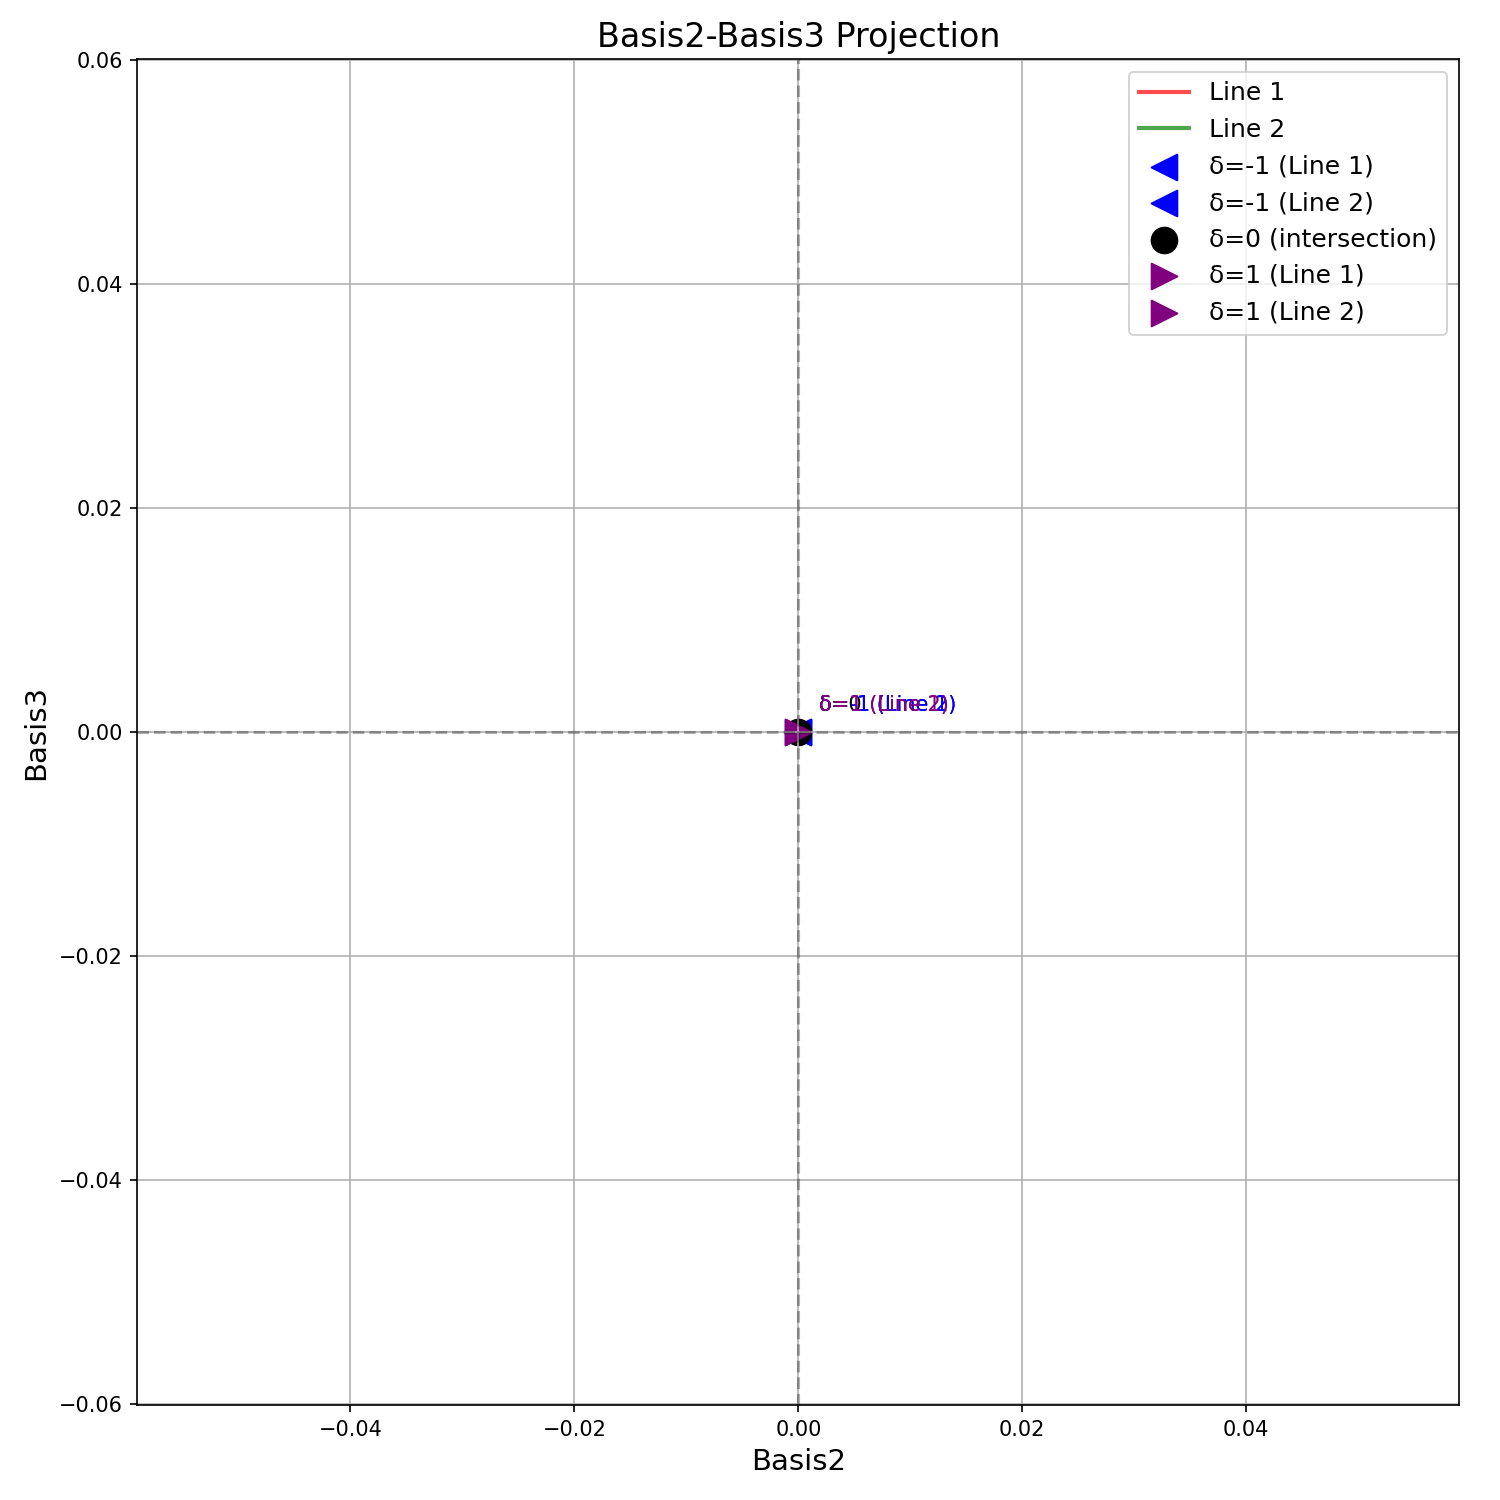 Basis2-Basis3 Projection
0.06
0.04
0.02
0.00
−0.02
−0.04
−0.06
Basis3
Line 1
Line 2
δ=-1 (Line 1)
δ=-1 (Line 2)
δ=0 (intersection)
δ=1 (Line 1)
δ=1 (Line 2)
−0.04
−0.02
0.00
0.02
0.04
Basis2